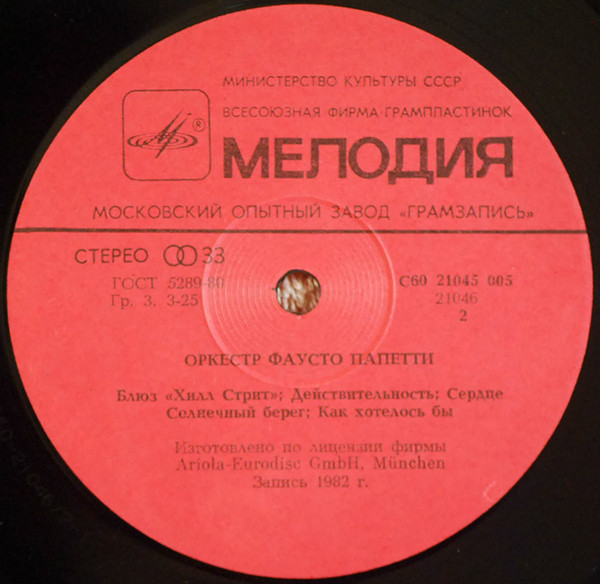 МИНИСТЕРСТВО КУЛЬТУРЫ СССР
ВСЕСОЮЗНАЯ ФИРМА ГРАМПЛАСТИНОК
®
МЕЛОДИЯ
МОСКОВСКИЙ ОПЫТНЫЙ ЗАВОД «ГРАМЗАПИСЬ»
СТЕРЕО 33
ГОСТ 5289-80
Гр. 3. 3-25
С60 21045 005
21046
2
ОРКЕСТР ФАУСТО ПАПЕТТИ
Блюз «Хилл Стрит»; Действительность; Сердце
Солнечный берег; Как хотелось бы
Изготовлено по лицензии фирмы
Ariola-Eurodisc GmbH, München
Запись 1982 г.